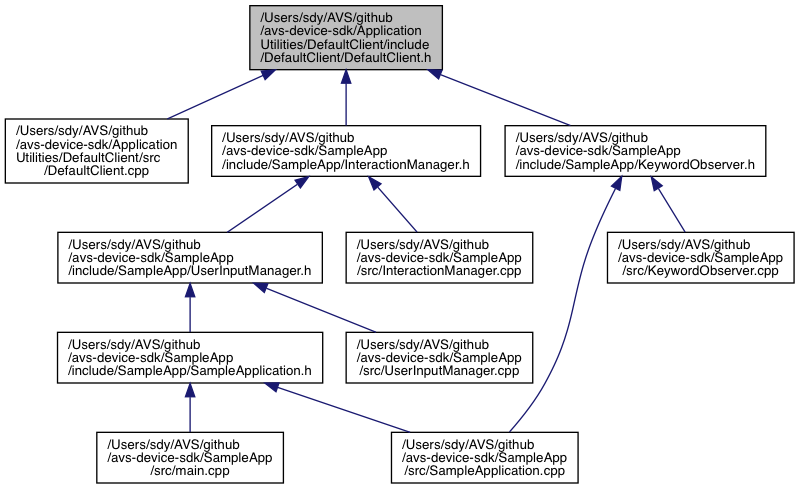 /Users/sdy/AVS/github
/avs-device-sdk/Application
Utilities/DefaultClient/include
/DefaultClient/DefaultClient.h
/Users/sdy/AVS/github
/avs-device-sdk/Application
Utilities/DefaultClient/src
/DefaultClient.cpp
/Users/sdy/AVS/github
/avs-device-sdk/SampleApp
/include/SampleApp/InteractionManager.h
/Users/sdy/AVS/github
/avs-device-sdk/SampleApp
/include/SampleApp/KeywordObserver.h
/Users/sdy/AVS/github
/avs-device-sdk/SampleApp
/include/SampleApp/UserInputManager.h
/Users/sdy/AVS/github
/avs-device-sdk/SampleApp
/src/InteractionManager.cpp
/Users/sdy/AVS/github
/avs-device-sdk/SampleApp
/src/KeywordObserver.cpp
/Users/sdy/AVS/github
/avs-device-sdk/SampleApp
/include/SampleApp/SampleApplication.h
/Users/sdy/AVS/github
/avs-device-sdk/SampleApp
/src/UserInputManager.cpp
/Users/sdy/AVS/github
/avs-device-sdk/SampleApp
/src/main.cpp
/Users/sdy/AVS/github
/avs-device-sdk/SampleApp
/src/SampleApplication.cpp